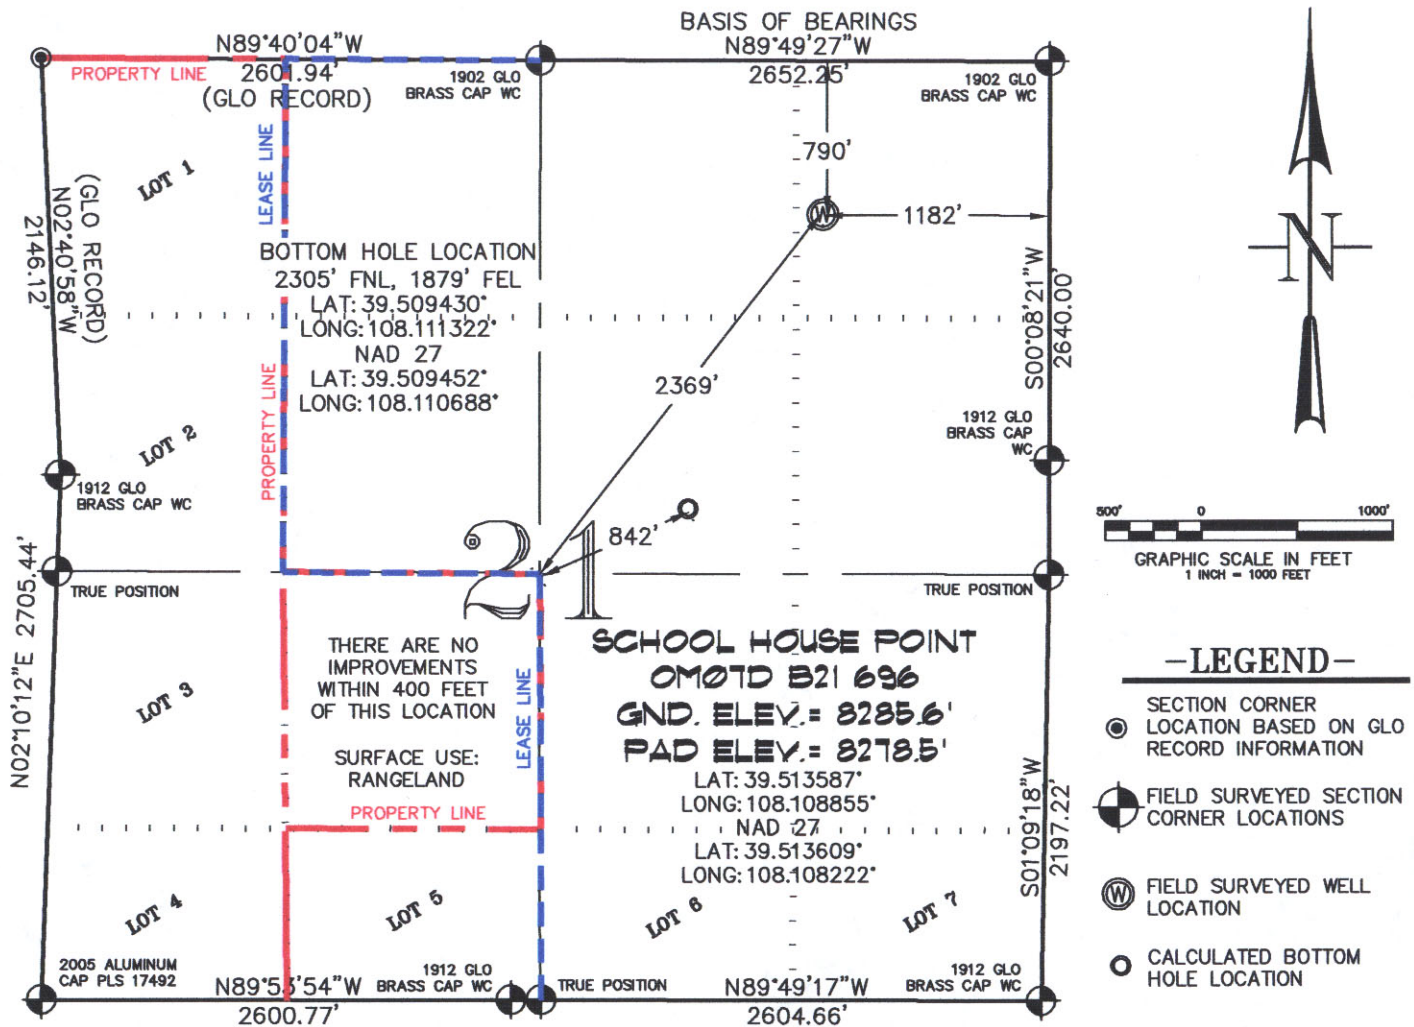 BASIS OF BEARINGS
N89°40'04"W
2601.94'
(GLO RECORD)
N89°49'27"W
2652.25'
PROPERTY LINE
1902 GLO
BRASS CAP WC
1902 GLO
BRASS CAP WC
790'
W
1182'
LOT 1
LEASE LINE
(GLO RECORD)
N02°40'58"W
2146.12'
BOTTOM HOLE LOCATION
2305' FNL, 1879' FEL
LAT: 39.509430°
LONG: 108.111322°
NAD 27
LAT: 39.509452°
LONG: 108.110688°
S00°08'21"W
2640.00'
N
PROPERTY LINE
2369'
LOT 2
1912 GLO
BRASS CAP
WC
1912 GLO
BRASS CAP WC
21
842'
500' 0 1000'
GRAPHIC SCALE IN FEET
1 INCH = 1000 FEET
TRUE POSITION
TRUE POSITION
N02°10'12"E 2705.44'
THERE ARE NO
IMPROVEMENTS
WITHIN 400 FEET
OF THIS LOCATION
SURFACE USE:
RANGELAND
LOT 3
LEASE LINE
PROPERTY LINE
SCHOOL HOUSE POINT
OM07D B21 696
GND. ELEV.= 8285.6'
PAD ELEV.= 8278.5'
LAT: 39.513587°
LONG: 108.108855°
NAD 27
LAT: 39.513609°
LONG: 108.108222°
S01°09'18"W
2197.22'
LOT 4
LOT 5
LOT 6
LOT 7
2005 ALUMINUM
CAP PLS 17492
N89°53'54"W
2600.77'
1912 GLO
BRASS CAP WC
TRUE POSITION
N89°49'17"W
2604.66'
1912 GLO
BRASS CAP WC
-LEGEND-
SECTION CORNER
LOCATION BASED ON GLO
RECORD INFORMATION
FIELD SURVEYED SECTION
CORNER LOCATIONS
W
FIELD SURVEYED WELL
LOCATION
CALCULATED BOTTOM
HOLE LOCATION